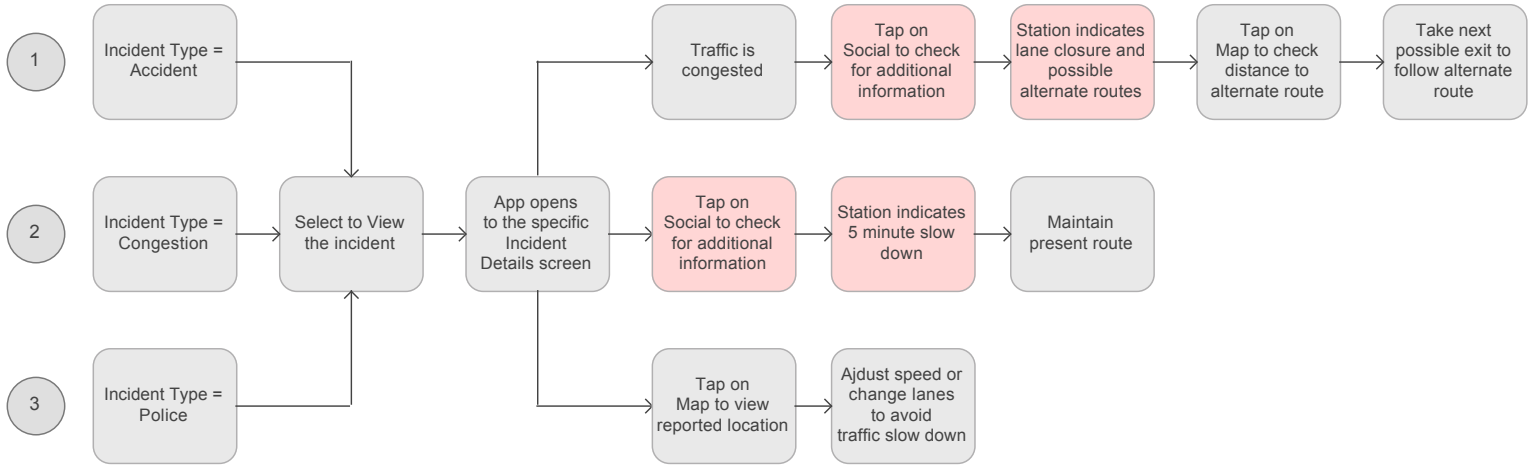 1
Incident Type =
Accident
Traffic is
congested
Tap on
Social to check
for additional
information
Station indicates
lane closure and
possible
alternate routes
Tap on
Map to check
distance to
alternate route
Take next
possible exit to
follow alternate
route
2
Incident Type =
Congestion
Select to View
the incident
App opens
to the specific
Incident
Details screen
Tap on
Social to check
for additional
information
Station indicates
5 minute slow
down
Maintain
present route
3
Incident Type =
Police
Tap on
Map to view
reported location
Ajdust speed or
change lanes
to avoid
traffic slow down